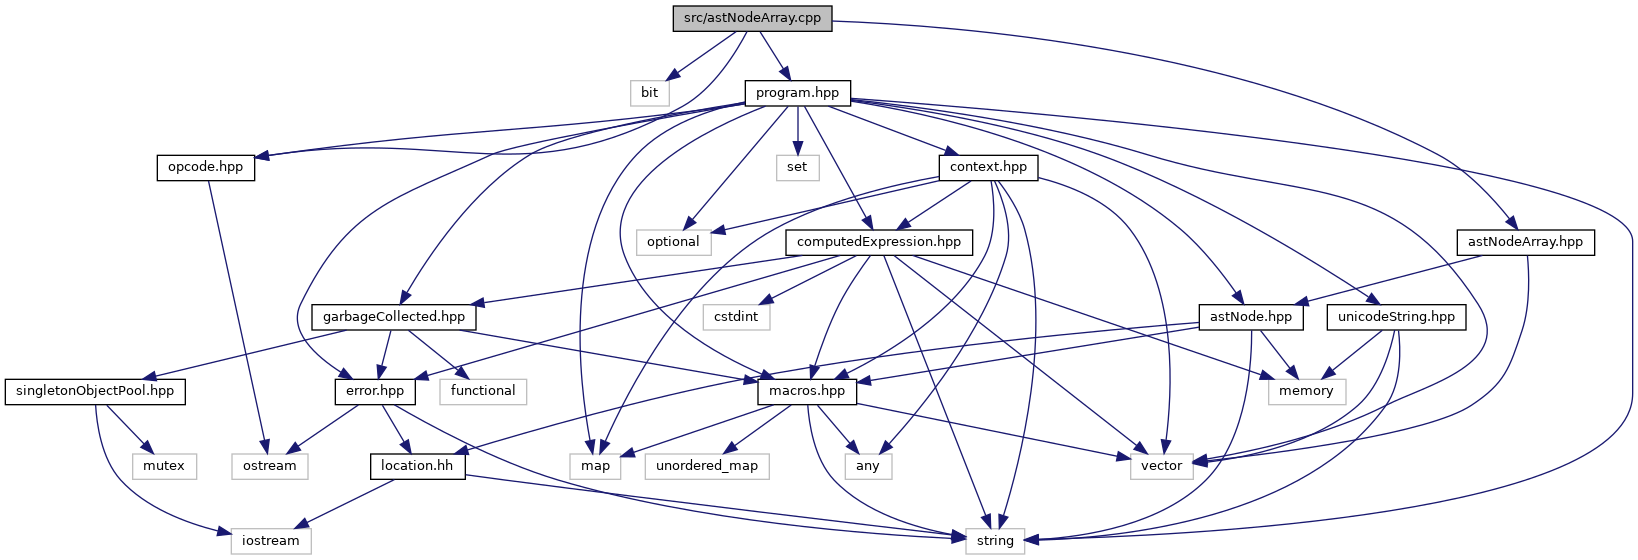 src/astNodeArray.cpp
bit
program.hpp
opcode.hpp
set
context.hpp
optional
computedExpression.hpp
astNodeArray.hpp
garbageCollected.hpp
cstdint
astNode.hpp
unicodeString.hpp
singletonObjectPool.hpp
error.hpp
functional
macros.hpp
memory
mutex
ostream
location.hh
map
unordered_map
any
vector
iostream
string